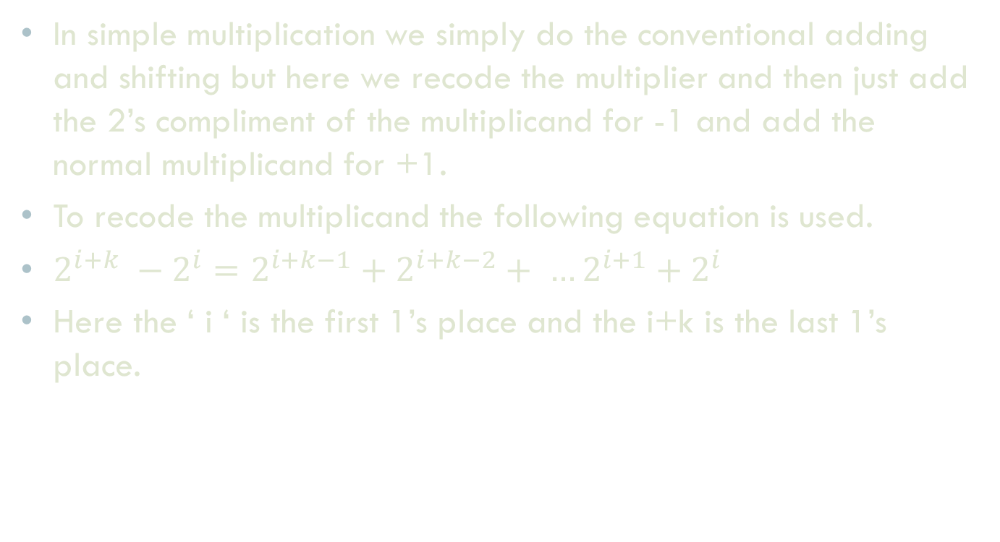 • In simple multiplication we simply do the conventional adding
and shifting but here we recode the multiplier and then just add
the 2’s compliment of the multiplicand for -1 and add the
normal multiplicand for +1.
• To recode the multiplicand the following equation is used.
• 2^{i+k} − 2^{i} = 2^{i+k−1} + 2^{i+k−2} + … 2^{i+1} + 2^{i}
• Here the ‘ i ‘ is the first 1’s place and the i+k is the last 1’s
place.